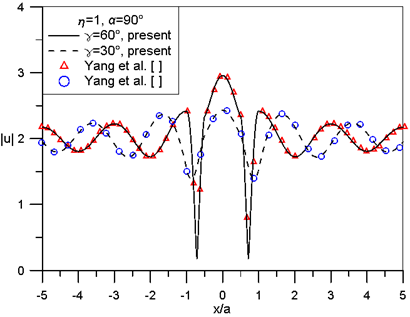 η=1, α=90°
γ=60°, present
γ=30°, present
Yang et al. [ ]
Yang et al. [ ]
4
3
|u| 2
1
0
-5 -4 -3 -2 -1 0 1 2 3 4 5
x/a